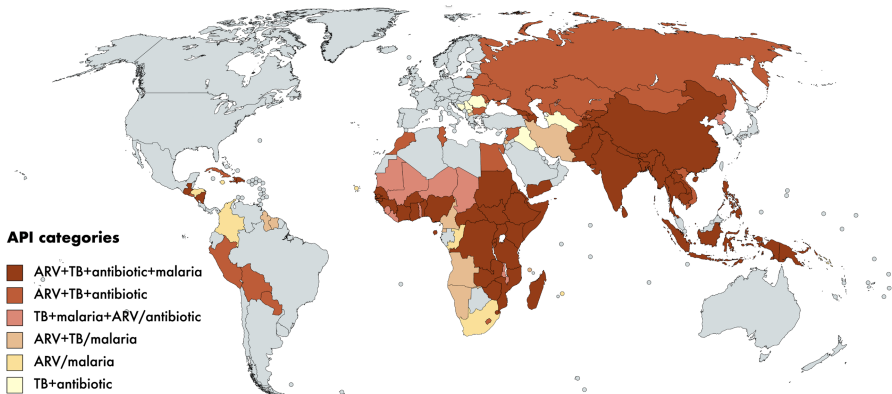 API categories
ARV+TB+antibiotic+malaria
ARV+TB+antibiotic
TB+malaria+ARV/antibiotic
ARV+TB/malaria
ARV/malaria
TB+antibiotic